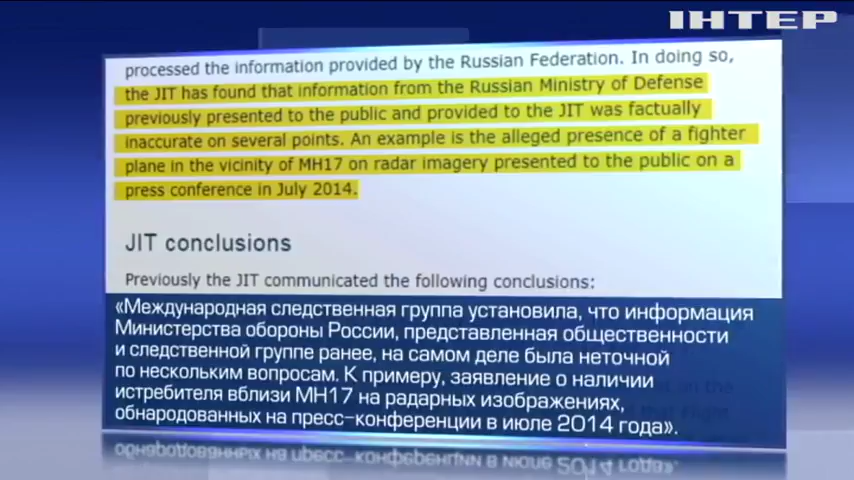 ІНТЕР
processed the information provided by the Russian Federation. In doing so,
the JIT has found that information from the Russian Ministry of Defense
previously presented to the public and provided to the JIT was factually
inaccurate on several points. An example is the alleged presence of a fighter
plane in the vicinity of MH17 on radar imagery presented to the public on a
press conference in July 2014.
JIT conclusions
Previously the JIT communicated the following conclusions:
«Международная следственная группа установила, что информация
Министерства обороны России, представленная общественности
и следственной группе ранее, на самом деле была неточной
по нескольким вопросам. К примеру, заявление о наличии
истребителя вблизи МН17 на радарных изображениях,
обнародованных на пресс-конференции в июле 2014 года».